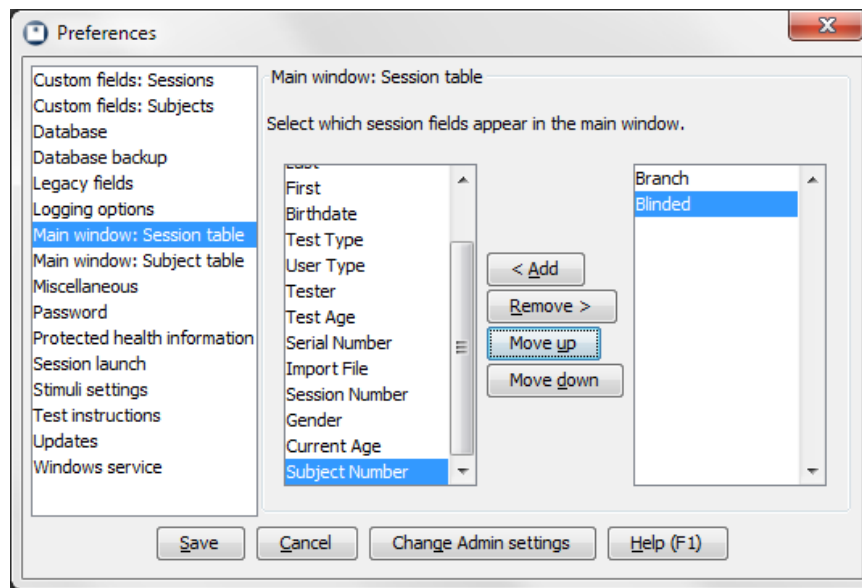 Preferences
Custom fields: Sessions
Custom fields: Subjects
Database
Database backup
Legacy fields
Logging options
Main window: Session table
Main window: Subject table
Miscellaneous
Password
Protected health information
Session launch
Stimuli settings
Test instructions
Updates
Windows service
Main window: Session table
Select which session fields appear in the main window.
First
Birthdate
Test Type
User Type
Tester
Test Age
Serial Number
Import File
Session Number
Gender
Current Age
Subject Number
< Add
Remove >
Move up
Move down
Branch
Blinded
Save
Cancel
Change Admin settings
Help (F1)